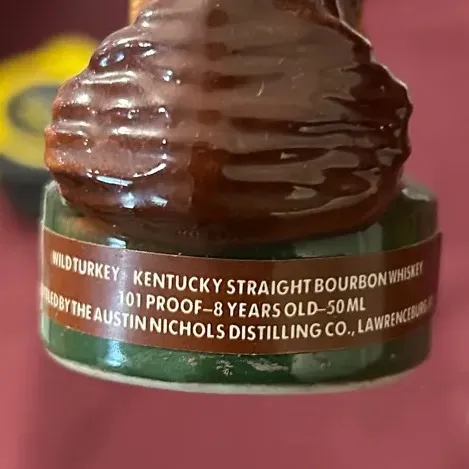 WILD TURKEY KENTUCKY STRAIGHT BOURBON WHISKEY
101 PROOF–8 YEARS OLD–50 ML
BY THE AUSTIN NICHOLS DISTILLING CO., LAWRENCEBURG